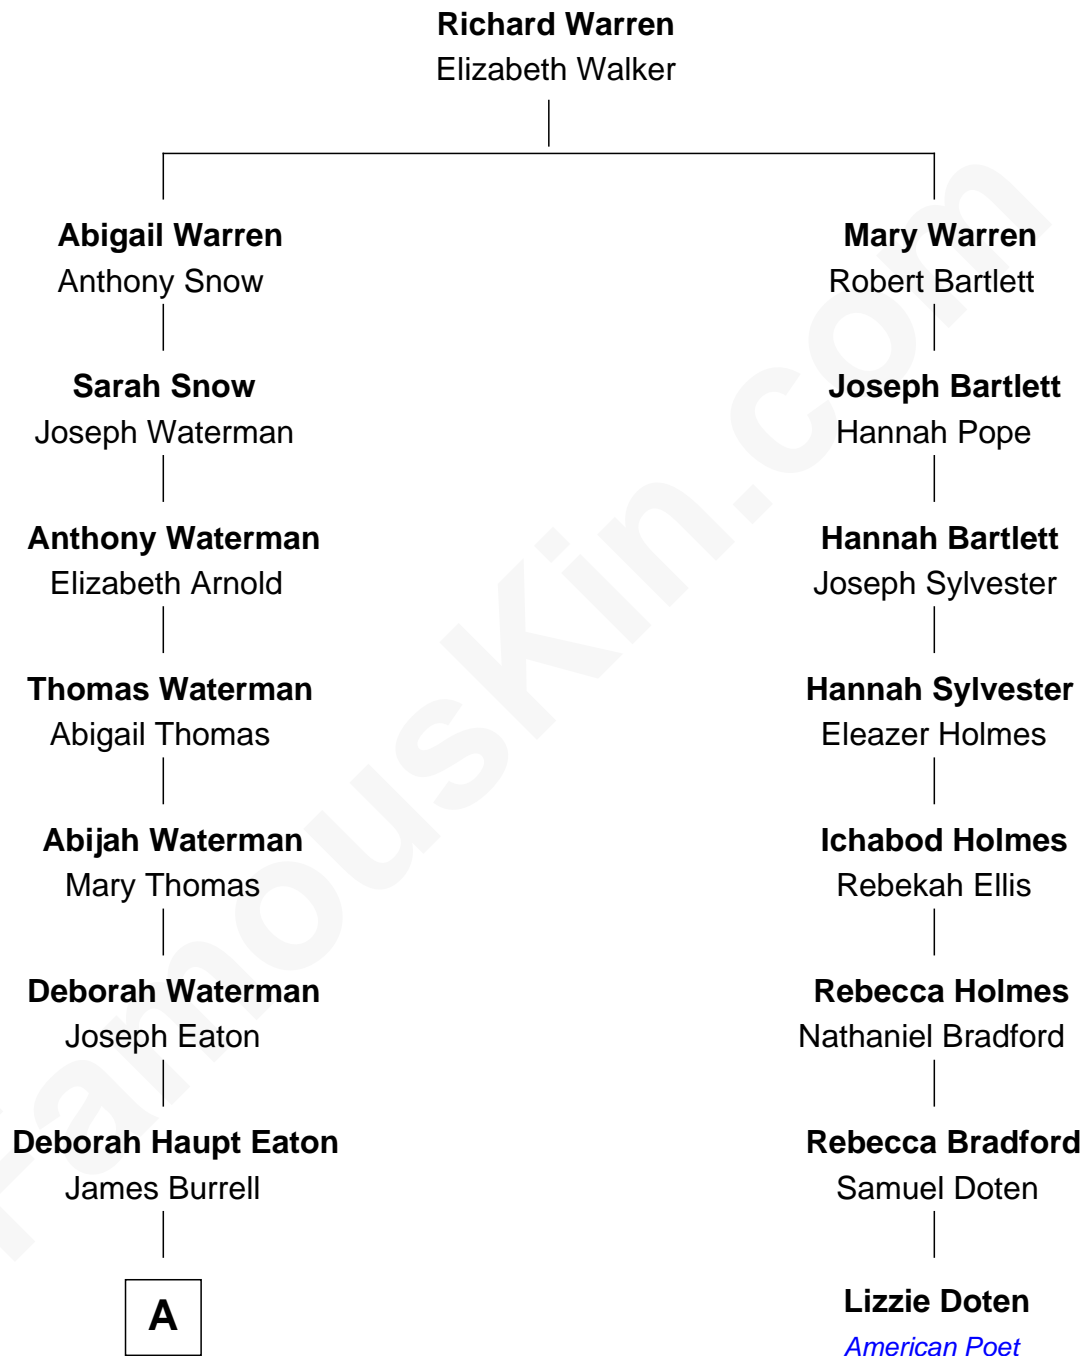 Richard Warren
Elizabeth Walker
Abigail Warren
Anthony Snow
Mary Warren
Robert Bartlett
Sarah Snow
Joseph Waterman
Joseph Bartlett
Hannah Pope
Anthony Waterman
Elizabeth Arnold
Hannah Bartlett
Joseph Sylvester
Thomas Waterman
Abigail Thomas
Hannah Sylvester
Eleazer Holmes
Abijah Waterman
Mary Thomas
Ichabod Holmes
Rebekah Ellis
Deborah Waterman
Joseph Eaton
Rebecca Holmes
Nathaniel Bradford
Deborah Haupt Eaton
James Burrell
Rebecca Bradford
Samuel Doten
A
Lizzie Doten
American Poet
FamousKin.com